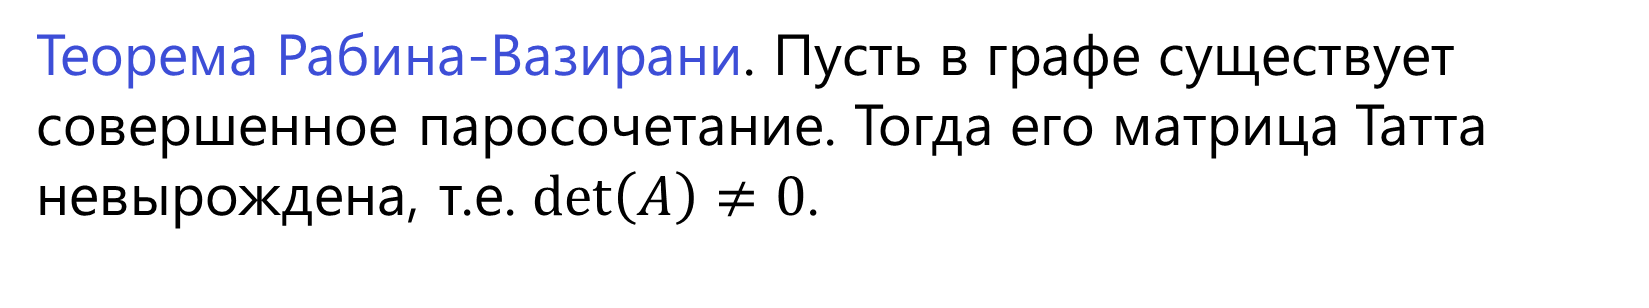 Теорема Рабина-Вазирани. Пусть в графе существует
совершенное паросочетание. Тогда его матрица Татта
невырождена, т.е. det(A) ≠ 0.